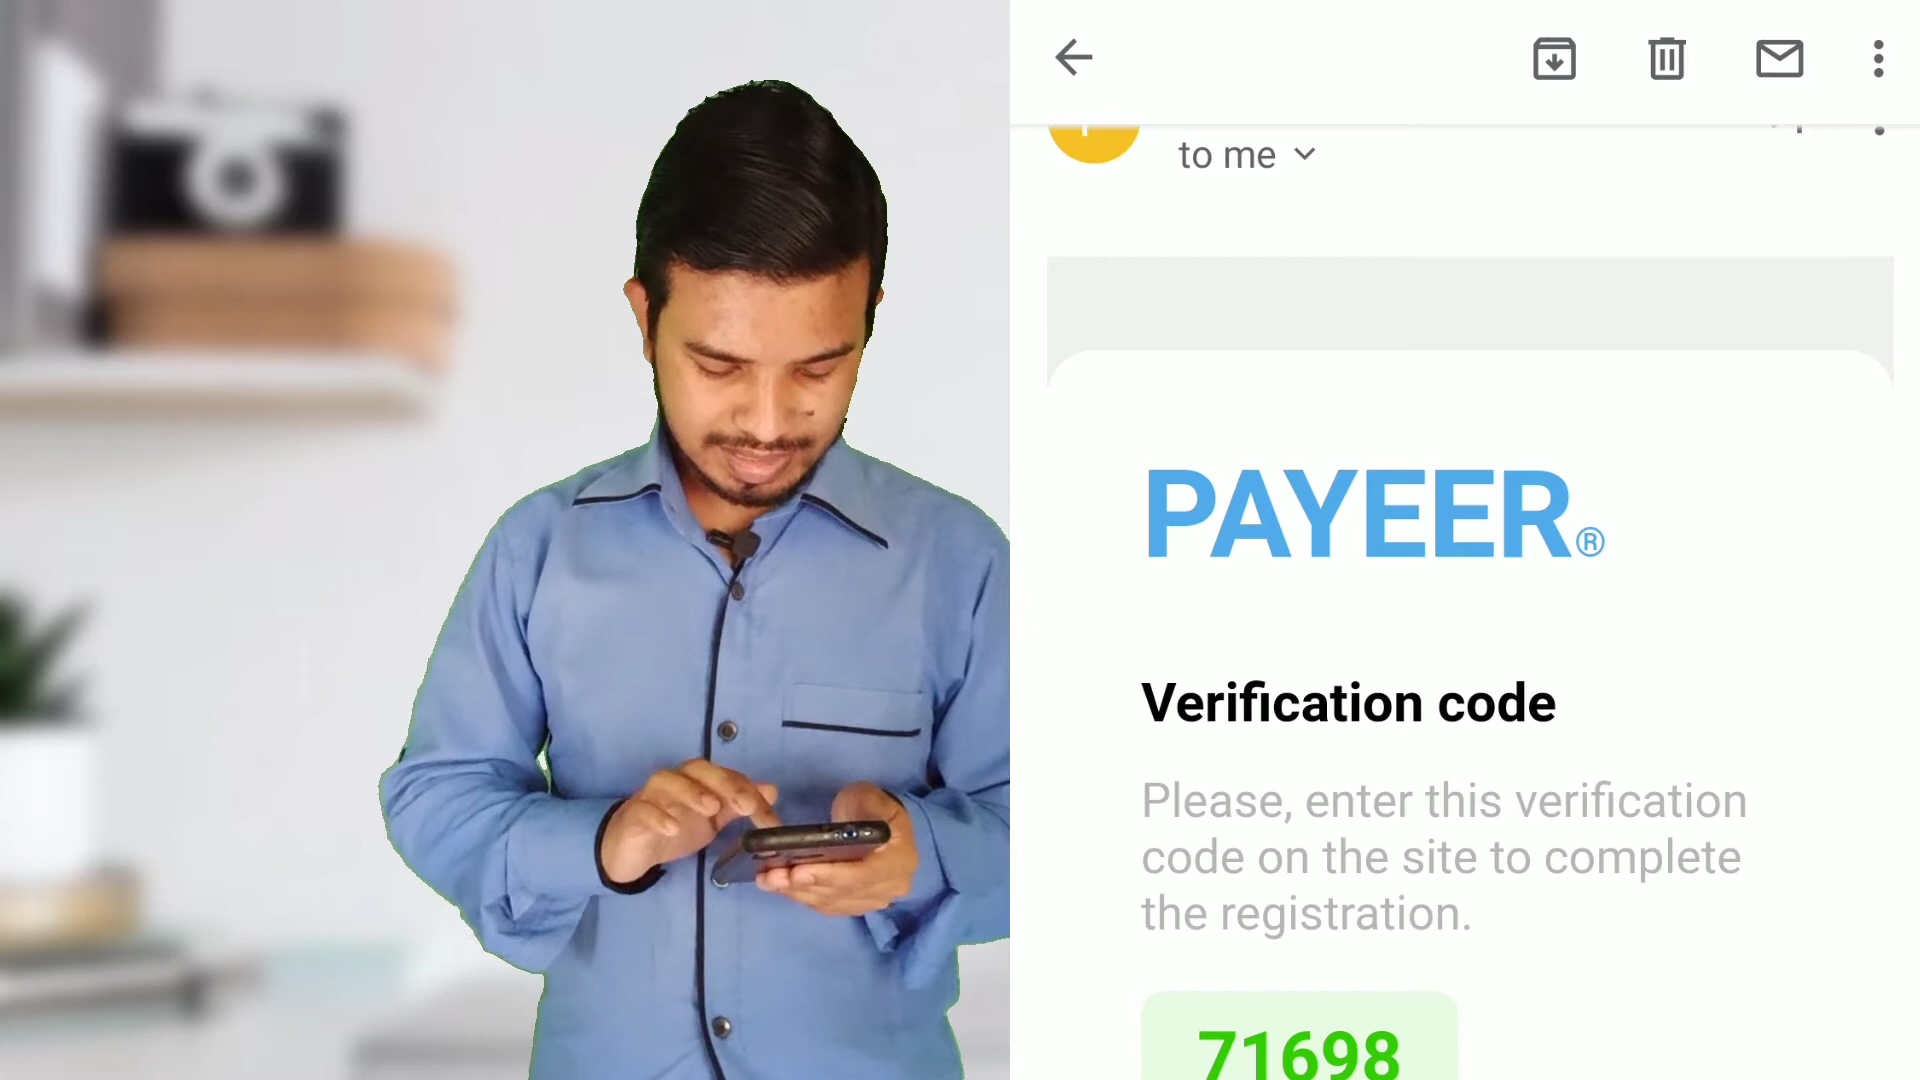 to me
PAYEER®
Verification code
Please, enter this verification
code on the site to complete
the registration.
71698